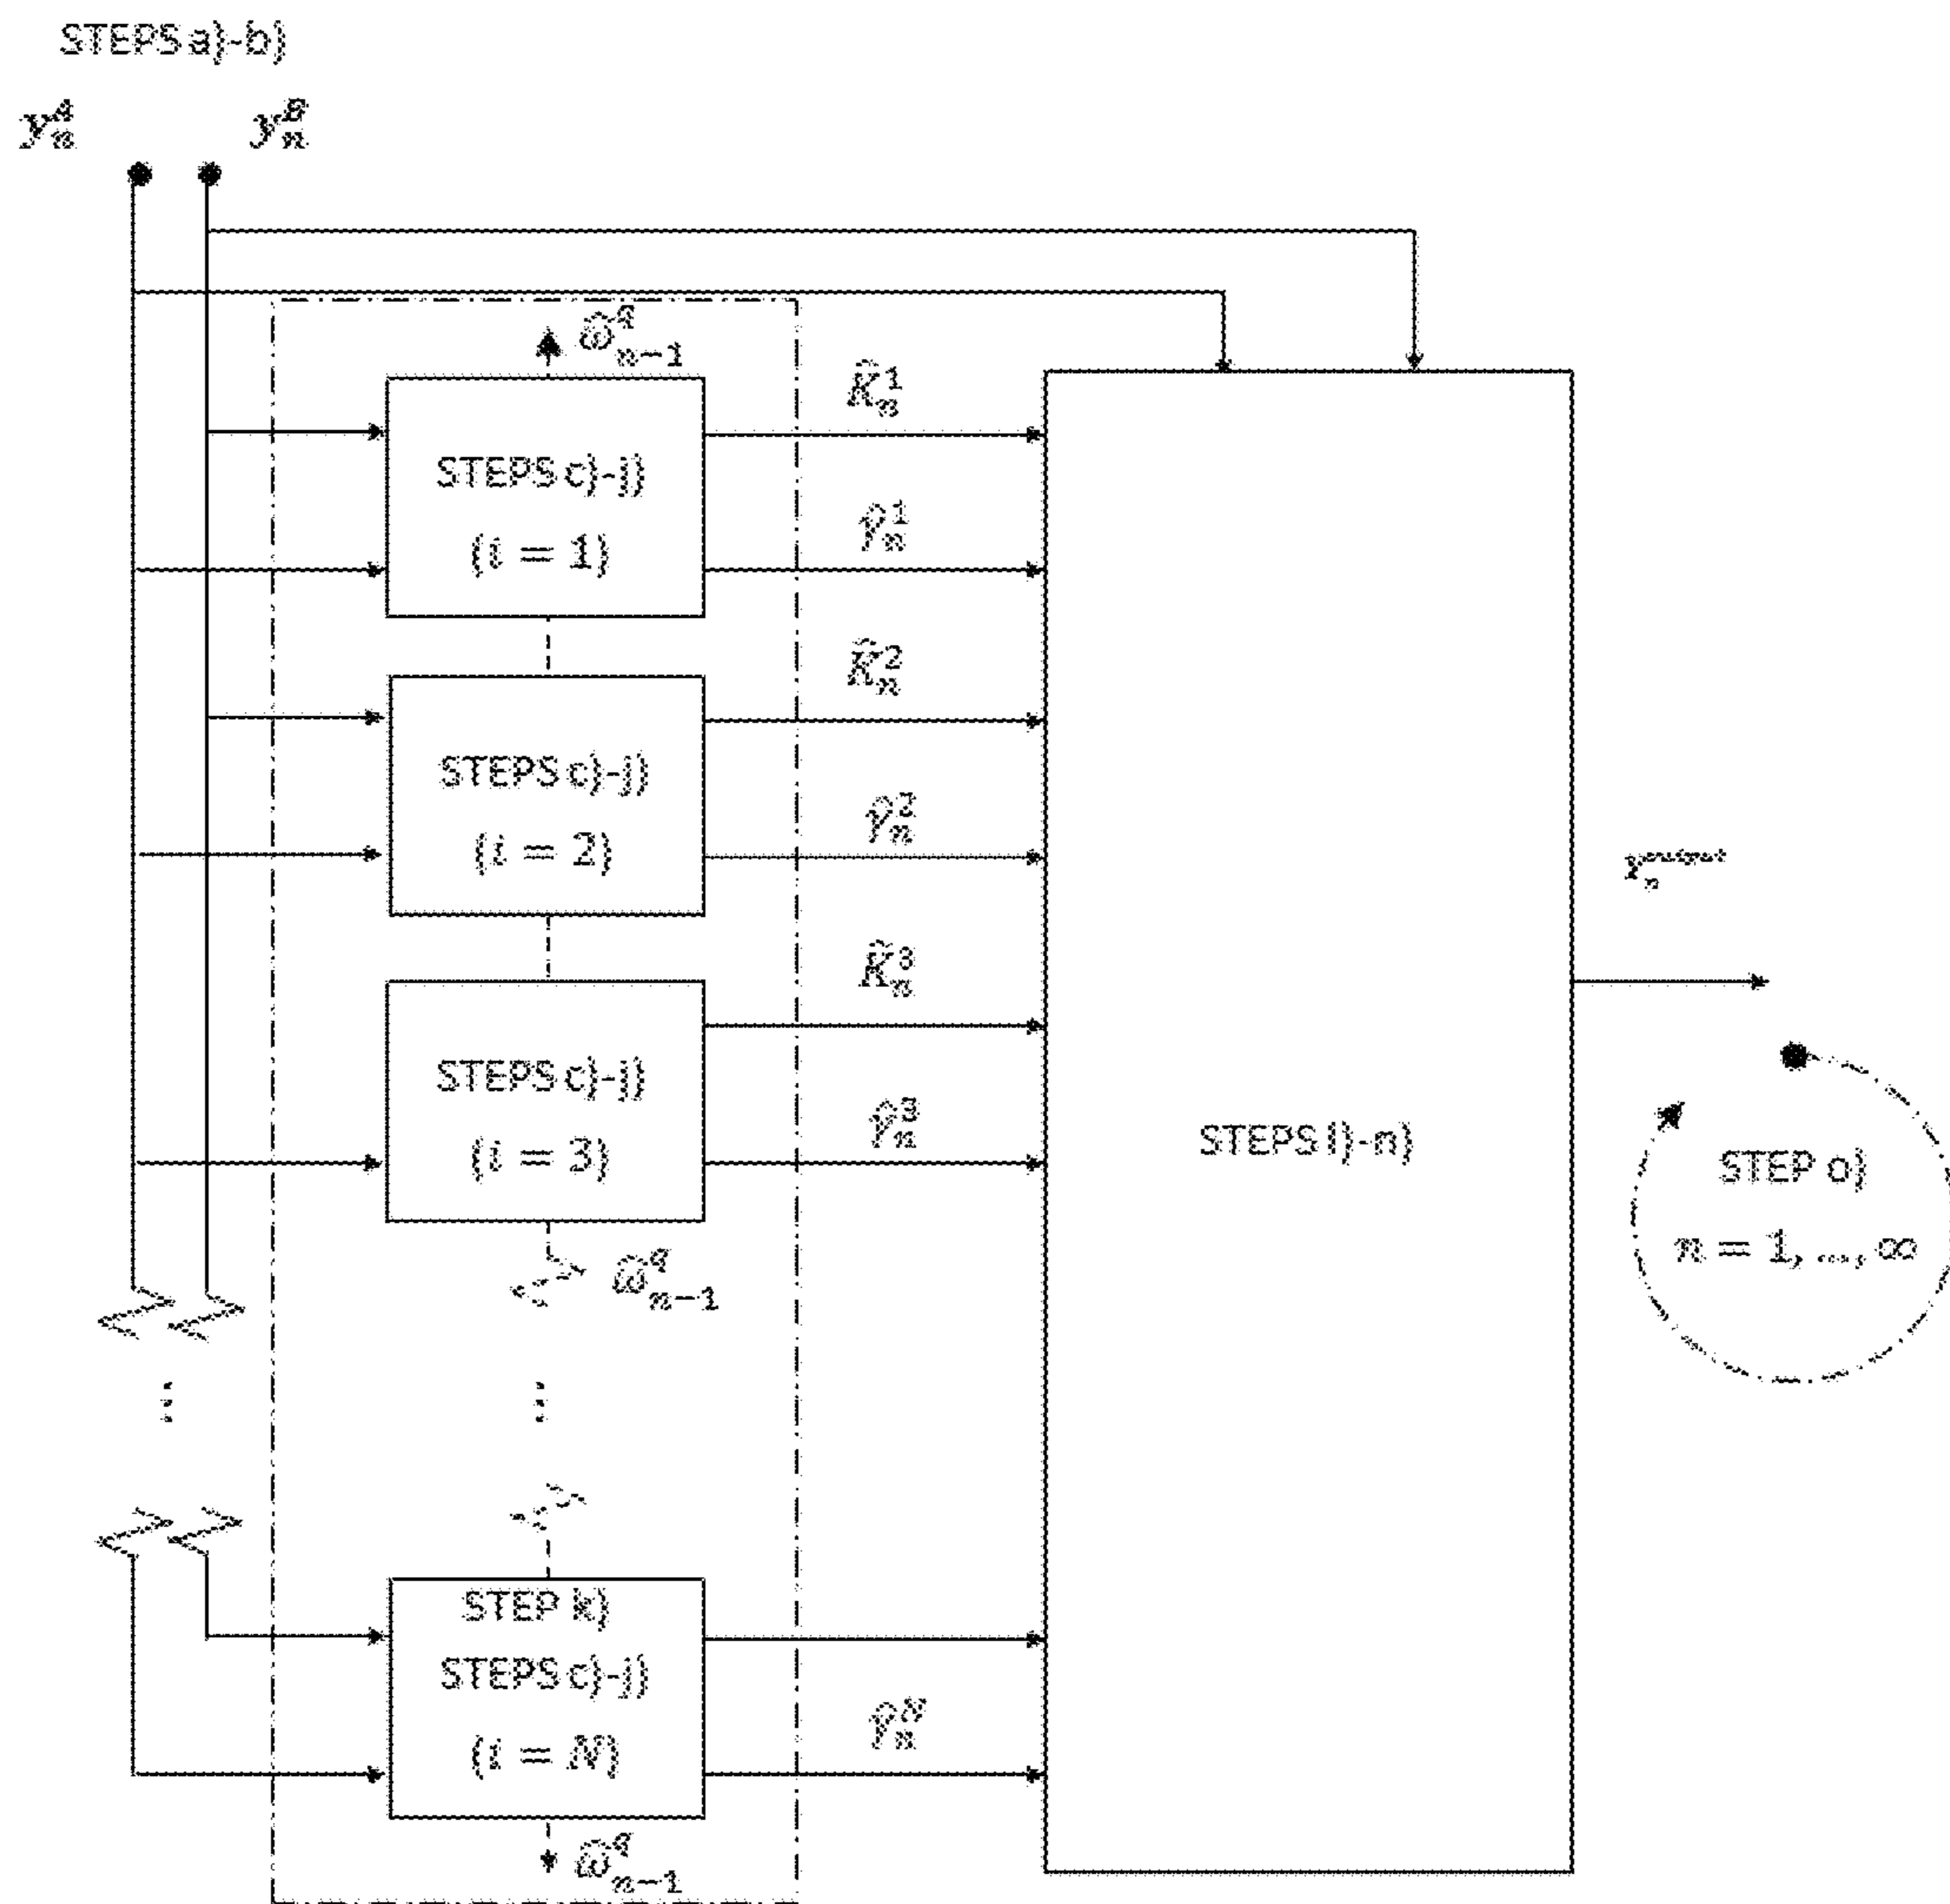 STEPS a)-b)
y_n^A y_n^B
ω̂_{n-1}^q
STEPS c)-j)
(i = 1)
K̂_n^1
γ̂_n^1
STEPS c)-j)
(i = 2)
K̂_n^2
γ̂_n^2
STEPS c)-j)
(i = 3)
K̂_n^3
γ̂_n^3
ω̂_{n-1}^q
⋮ ⋮
STEP k)
STEPS c)-j)
(i = N)
γ̂_n^N
ω̂_{n-1}^q
STEPS l)-n)
STEP o)
n = 1, ..., ∞